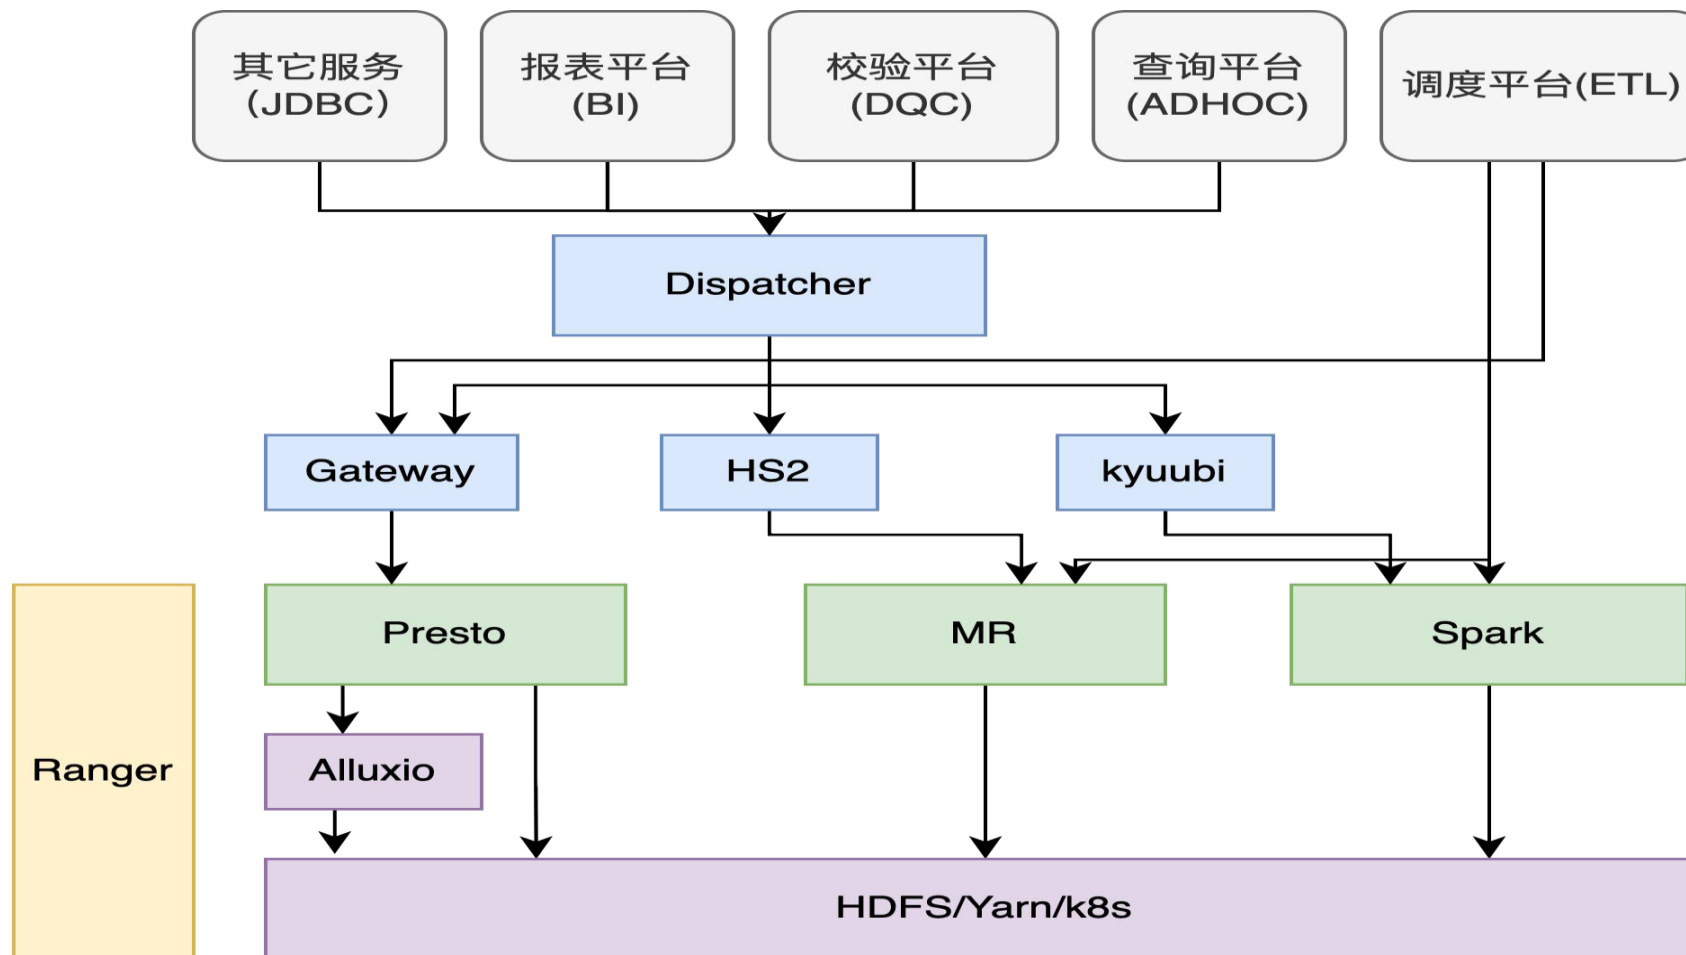 其它服务
(JDBC)
报表平台
(BI)
校验平台
(DQC)
查询平台
(ADHOC)
调度平台(ETL)
Dispatcher
Gateway
HS2
kyuubi
Presto
MR
Spark
Ranger
Alluxio
HDFS/Yarn/k8s